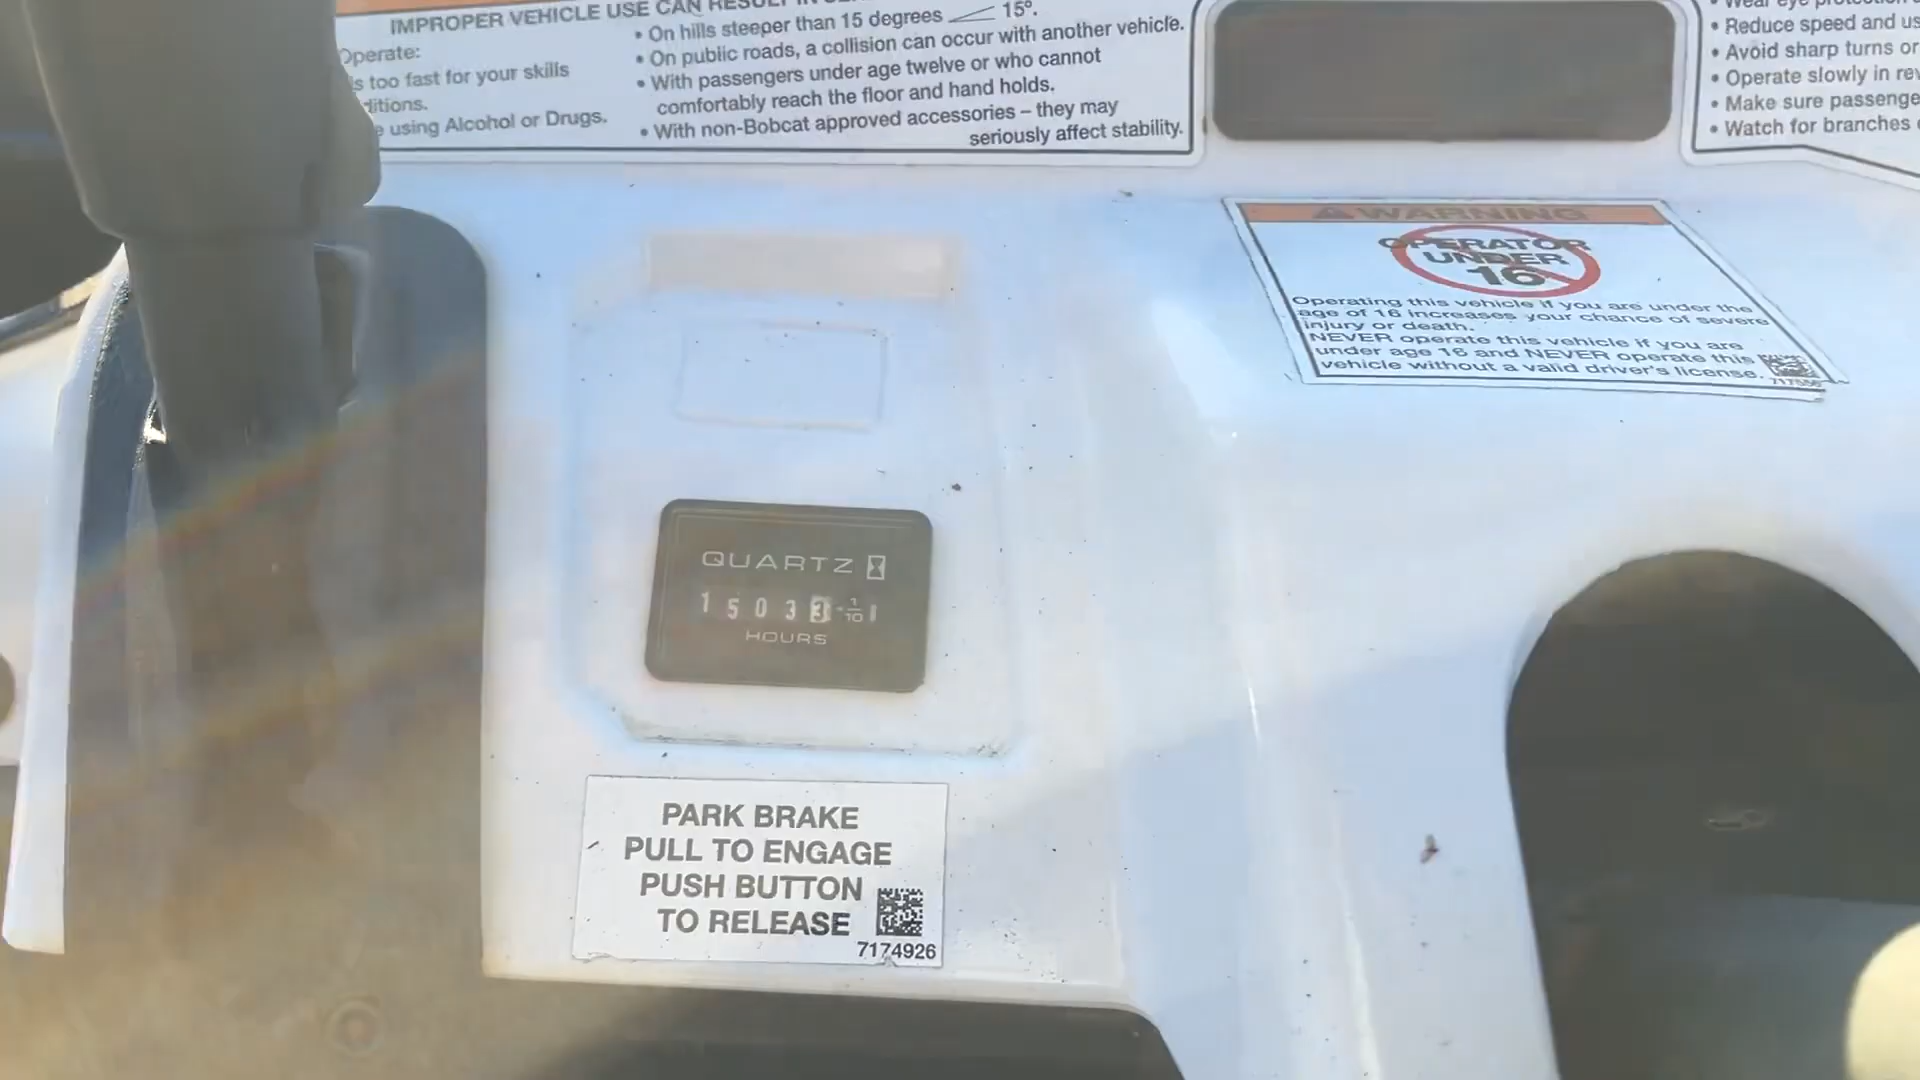 IMPROPER VEHICLE USE CAN RESULT IN
Operate:
too fast for your skills
using Alcohol or Drugs.
• On hills steeper than 15 degrees 15º.
• On public roads, a collision can occur with another vehicle.
• With passengers under age twelve or who cannot
comfortably reach the floor and hand holds.
• With non-Bobcat approved accessories – they may
seriously affect stability.
• Wear eye protection
• Reduce speed and
• Avoid sharp turns or
• Operate slowly in
• Make sure
• Watch for branches
WARNING
OPERATOR
UNDER
16
Operating this vehicle if you are under the
age of 16 increases your chance of severe
injury or death.
NEVER operate this vehicle if you are
under age 16 and NEVER operate this
vehicle without a valid driver's license.
QUARTZ
1 5 0 3 3 1/10
HOURS
PARK BRAKE
PULL TO ENGAGE
PUSH BUTTON
TO RELEASE
7174926